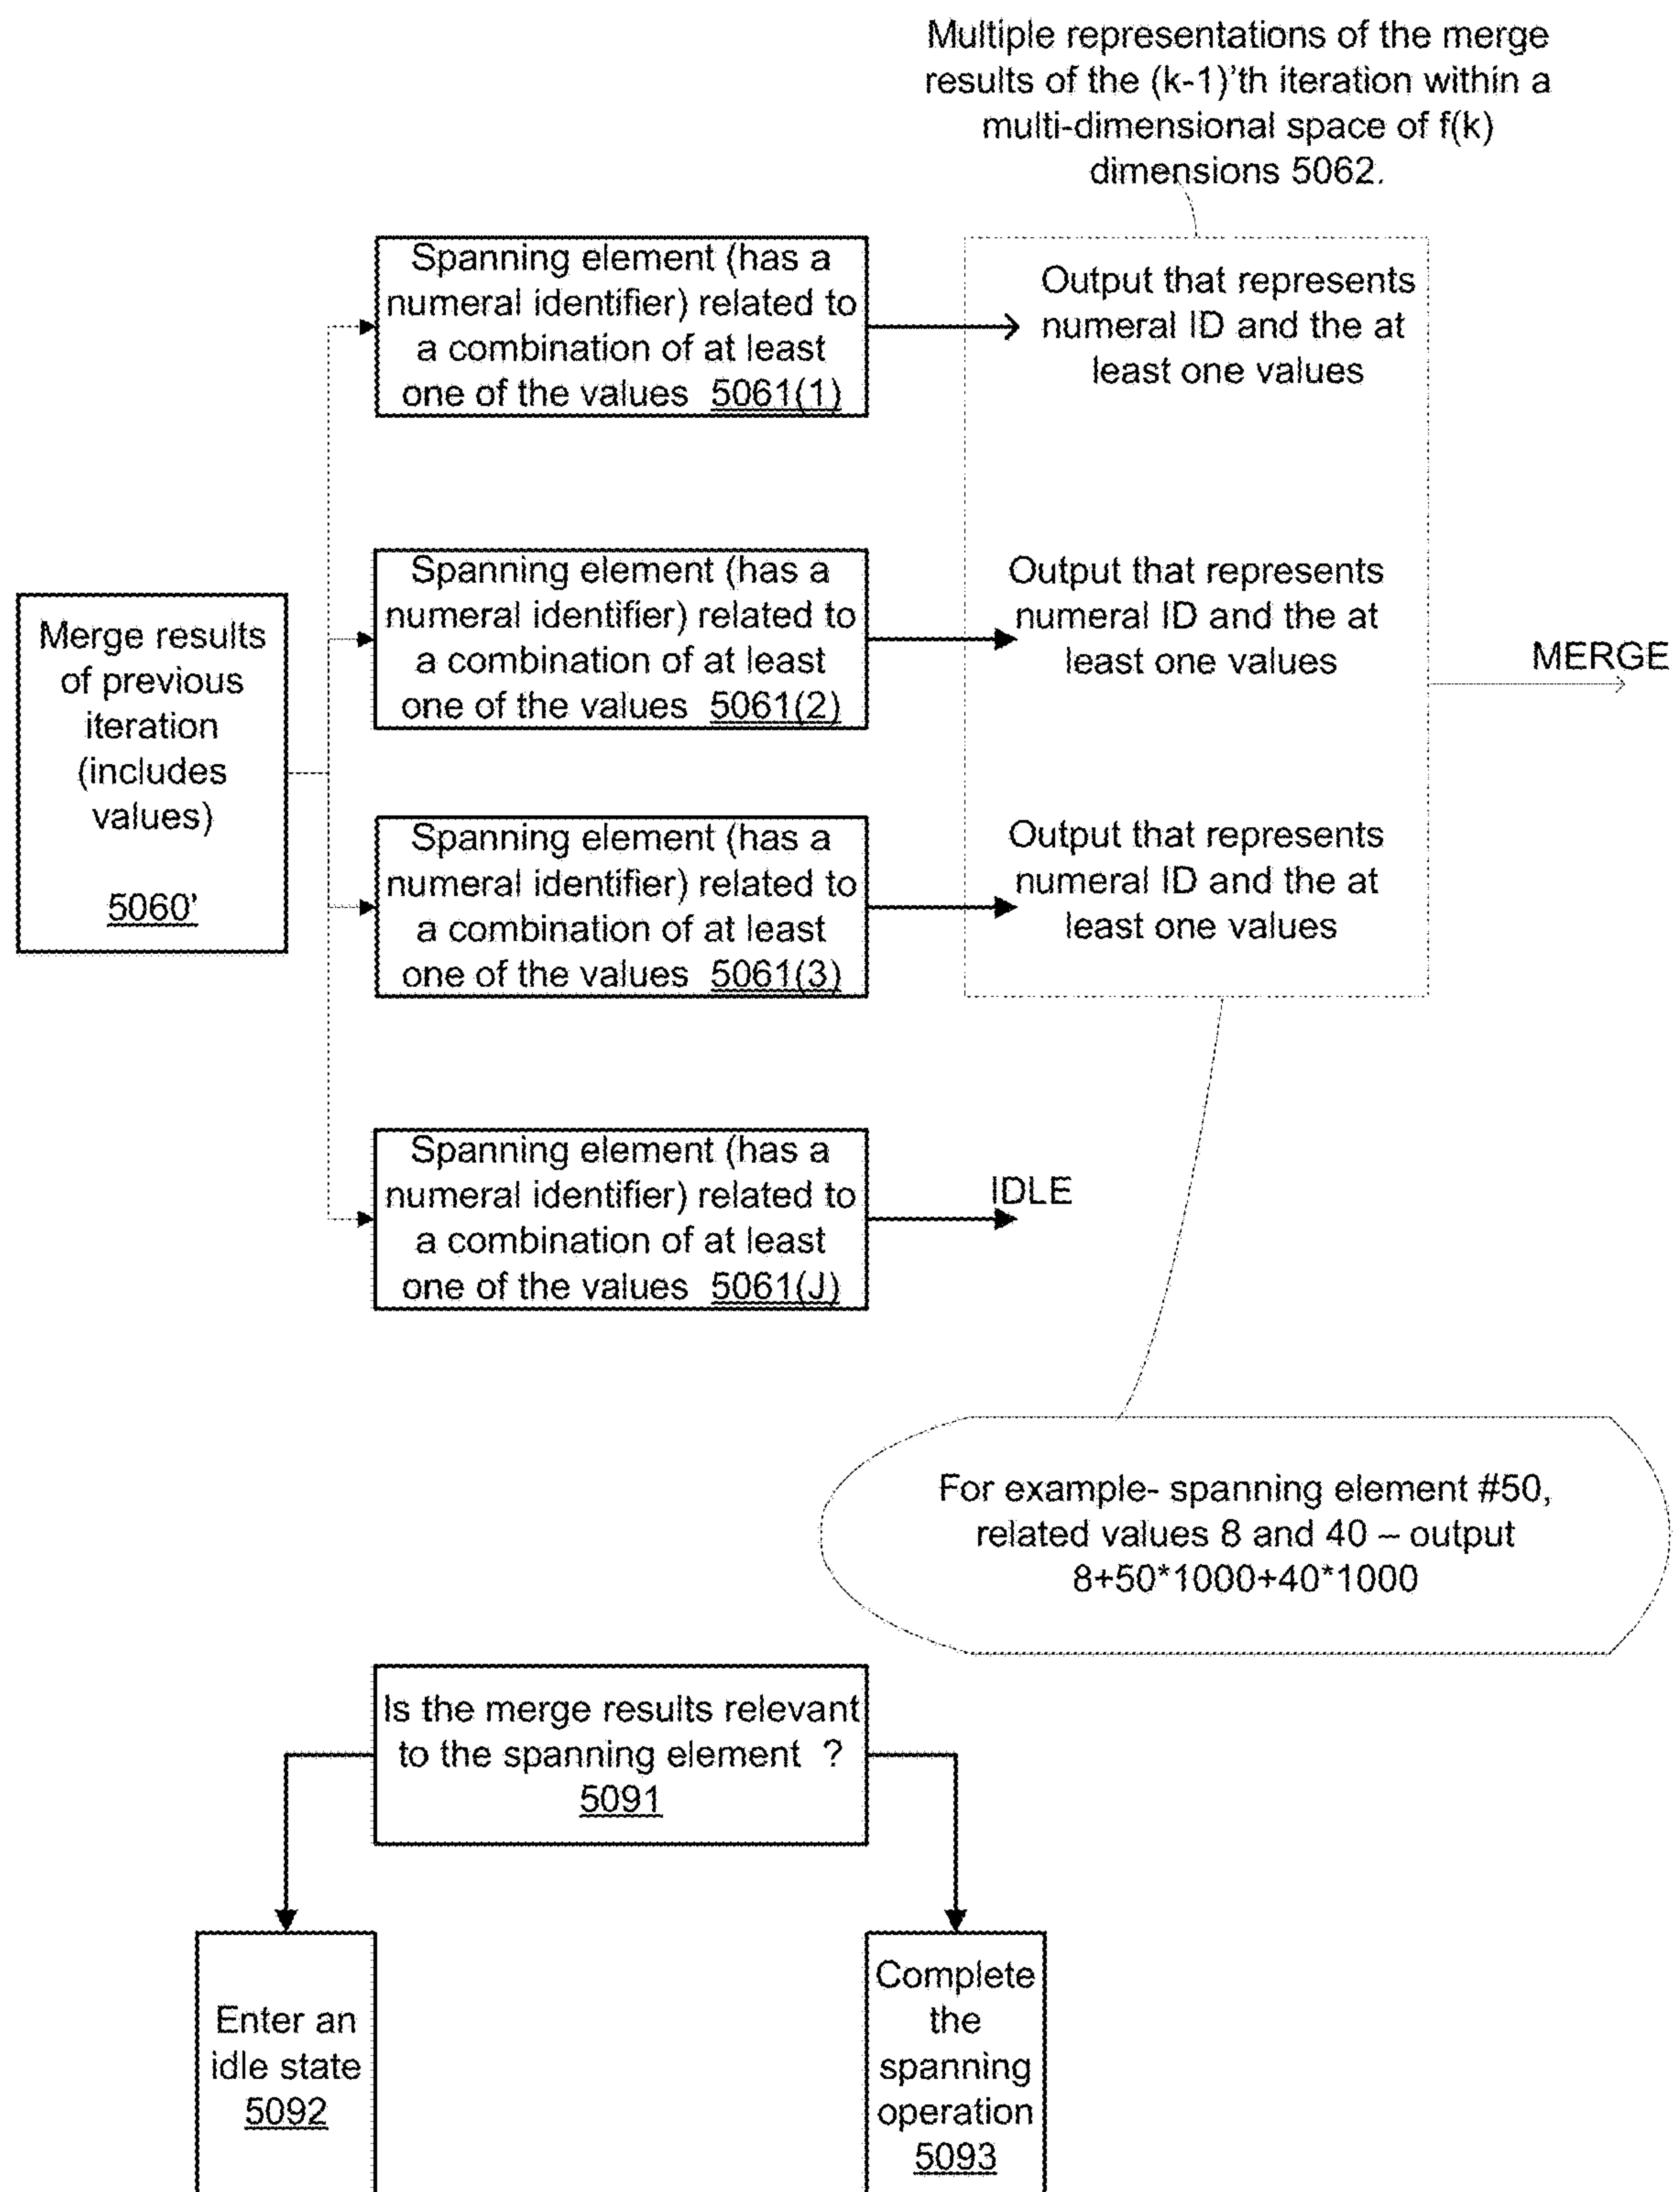 Multiple representations of the merge
results of the (k-1)'th iteration within a
multi-dimensional space of f(k)
dimensions 5062.
Spanning element (has a
numeral identifier) related to
a combination of at least
one of the values 5061(1)
Output that represents
numeral ID and the at
least one values
Spanning element (has a
numeral identifier) related to
a combination of at least
one of the values 5061(2)
Output that represents
numeral ID and the at
least one values
Merge results
of previous
iteration
(includes
values)
5060'
MERGE
Spanning element (has a
numeral identifier) related to
a combination of at least
one of the values 5061(3)
Output that represents
numeral ID and the at
least one values
Spanning element (has a
numeral identifier) related to
a combination of at least
one of the values 5061(J)
IDLE
For example- spanning element #50,
related values 8 and 40 – output
8+50*1000+40*1000
Is the merge results relevant
to the spanning element ?
5091
Enter an
idle state
5092
Complete
the
spanning
operation
5093